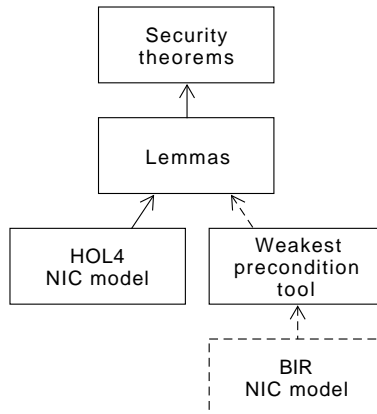 Security
theorems
Lemmas
HOL4
NIC model
Weakest
precondition
tool
BIR
NIC model